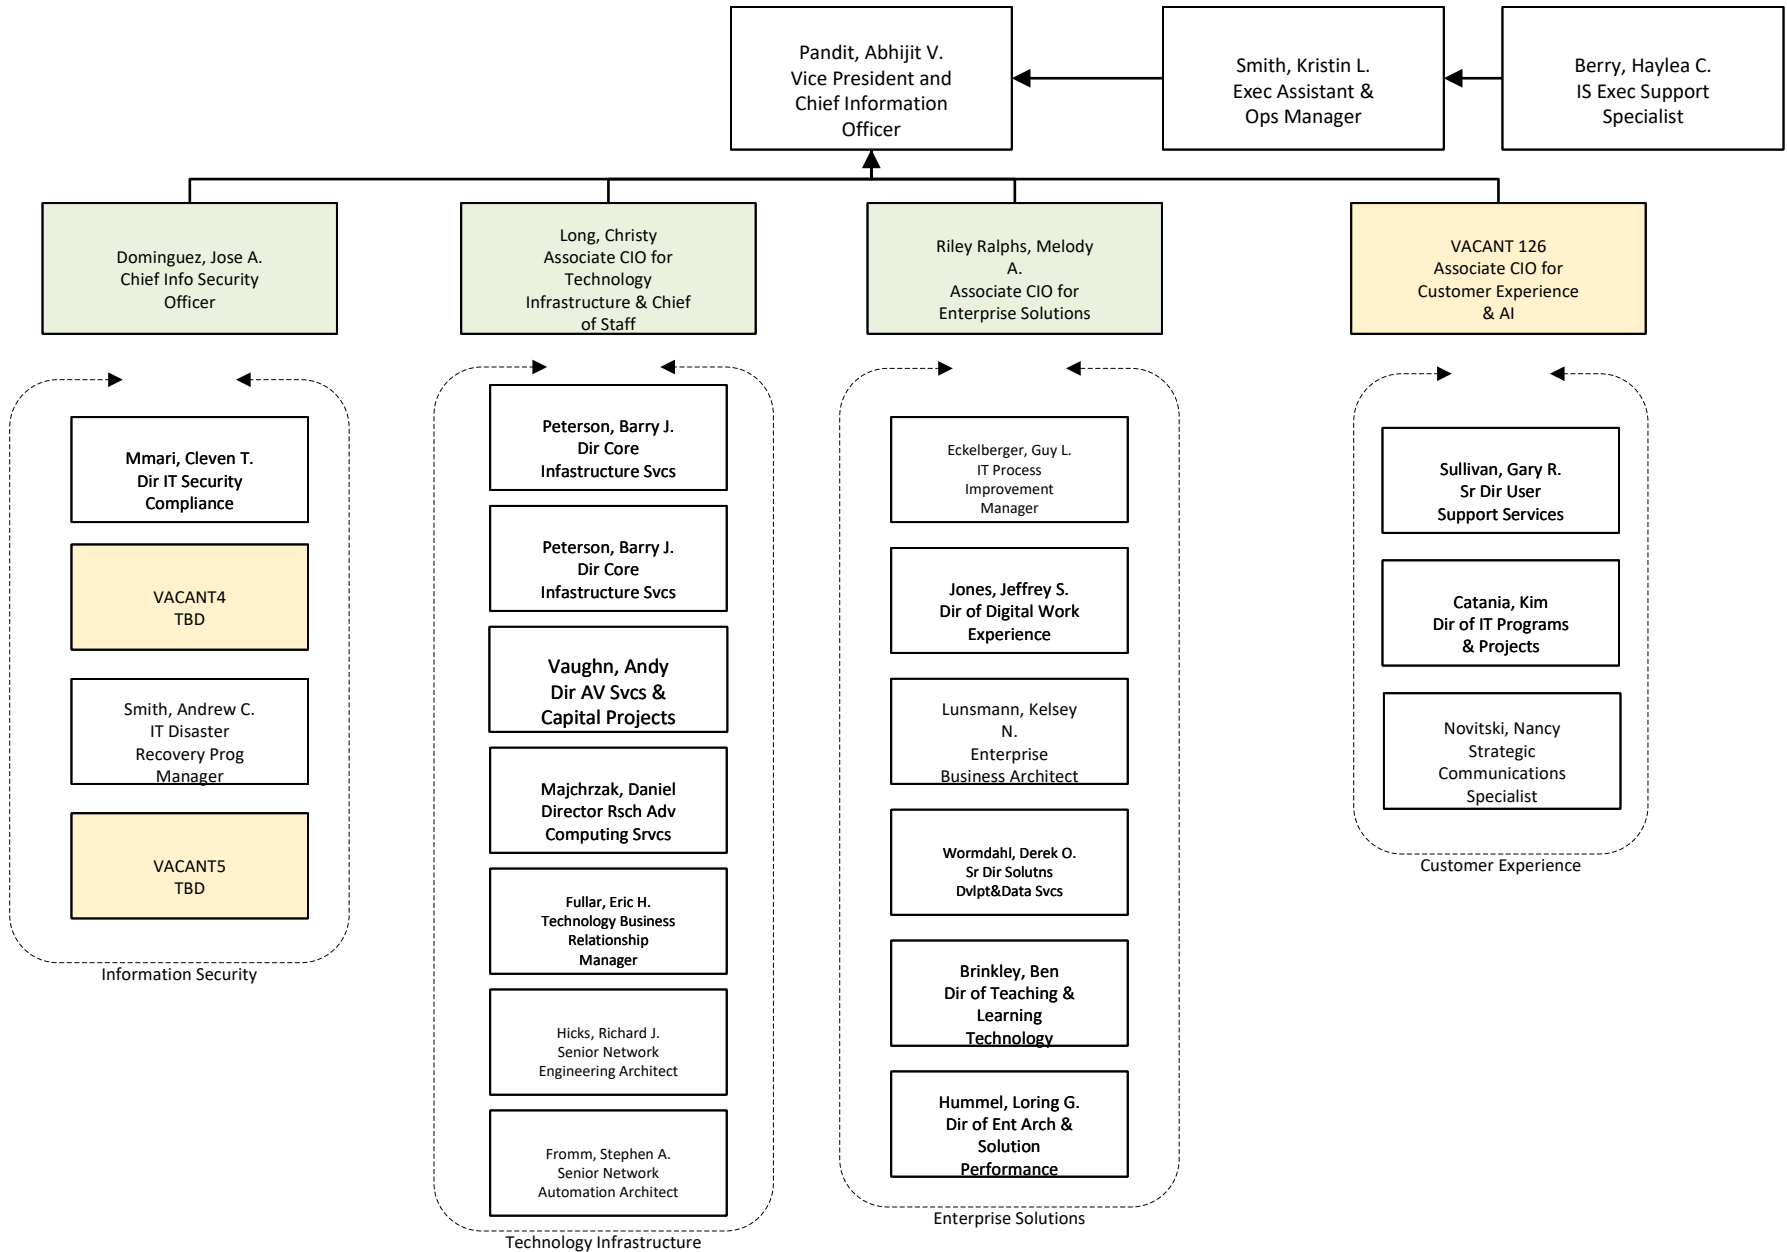 Pandit, Abhijit V.
Vice President and
Chief Information
Officer
Smith, Kristin L.
Exec Assistant &
Ops Manager
Berry, Haylea C.
IS Exec Support
Specialist
Dominguez, Jose A.
Chief Info Security
Officer
Long, Christy
Associate CIO for
Technology
Infrastructure & Chief
of Staff
Riley Ralphs, Melody
A.
Associate CIO for
Enterprise Solutions
VACANT 126
Associate CIO for
Customer Experience
& AI
Mmari, Cleven T.
Dir IT Security
Compliance
VACANT4
TBD
Smith, Andrew C.
IT Disaster
Recovery Prog
Manager
VACANT5
TBD
Information Security
Peterson, Barry J.
Dir Core
Infastructure Svcs
Peterson, Barry J.
Dir Core
Infastructure Svcs
Vaughn, Andy
Dir AV Svcs &
Capital Projects
Majchrzak, Daniel
Director Rsch Adv
Computing Srvcs
Fullar, Eric H.
Technology Business
Relationship
Manager
Hicks, Richard J.
Senior Network
Engineering Architect
Fromm, Stephen A.
Senior Network
Automation Architect
Technology Infrastructure
Eckelberger, Guy L.
IT Process
Improvement
Manager
Jones, Jeffrey S.
Dir of Digital Work
Experience
Lunsmann, Kelsey
N.
Enterprise
Business Architect
Wormdahl, Derek O.
Sr Dir Solutns
Dvlpt&Data Svcs
Brinkley, Ben
Dir of Teaching &
Learning
Technology
Hummel, Loring G.
Dir of Ent Arch &
Solution
Performance
Enterprise Solutions
Sullivan, Gary R.
Sr Dir User
Support Services
Catania, Kim
Dir of IT Programs
& Projects
Novitski, Nancy
Strategic
Communications
Specialist
Customer Experience